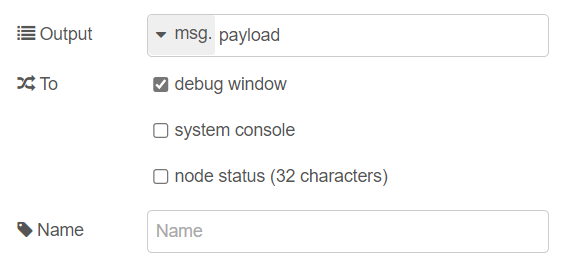 Output msg. payload
To debug window
system console
node status (32 characters)
Name Name